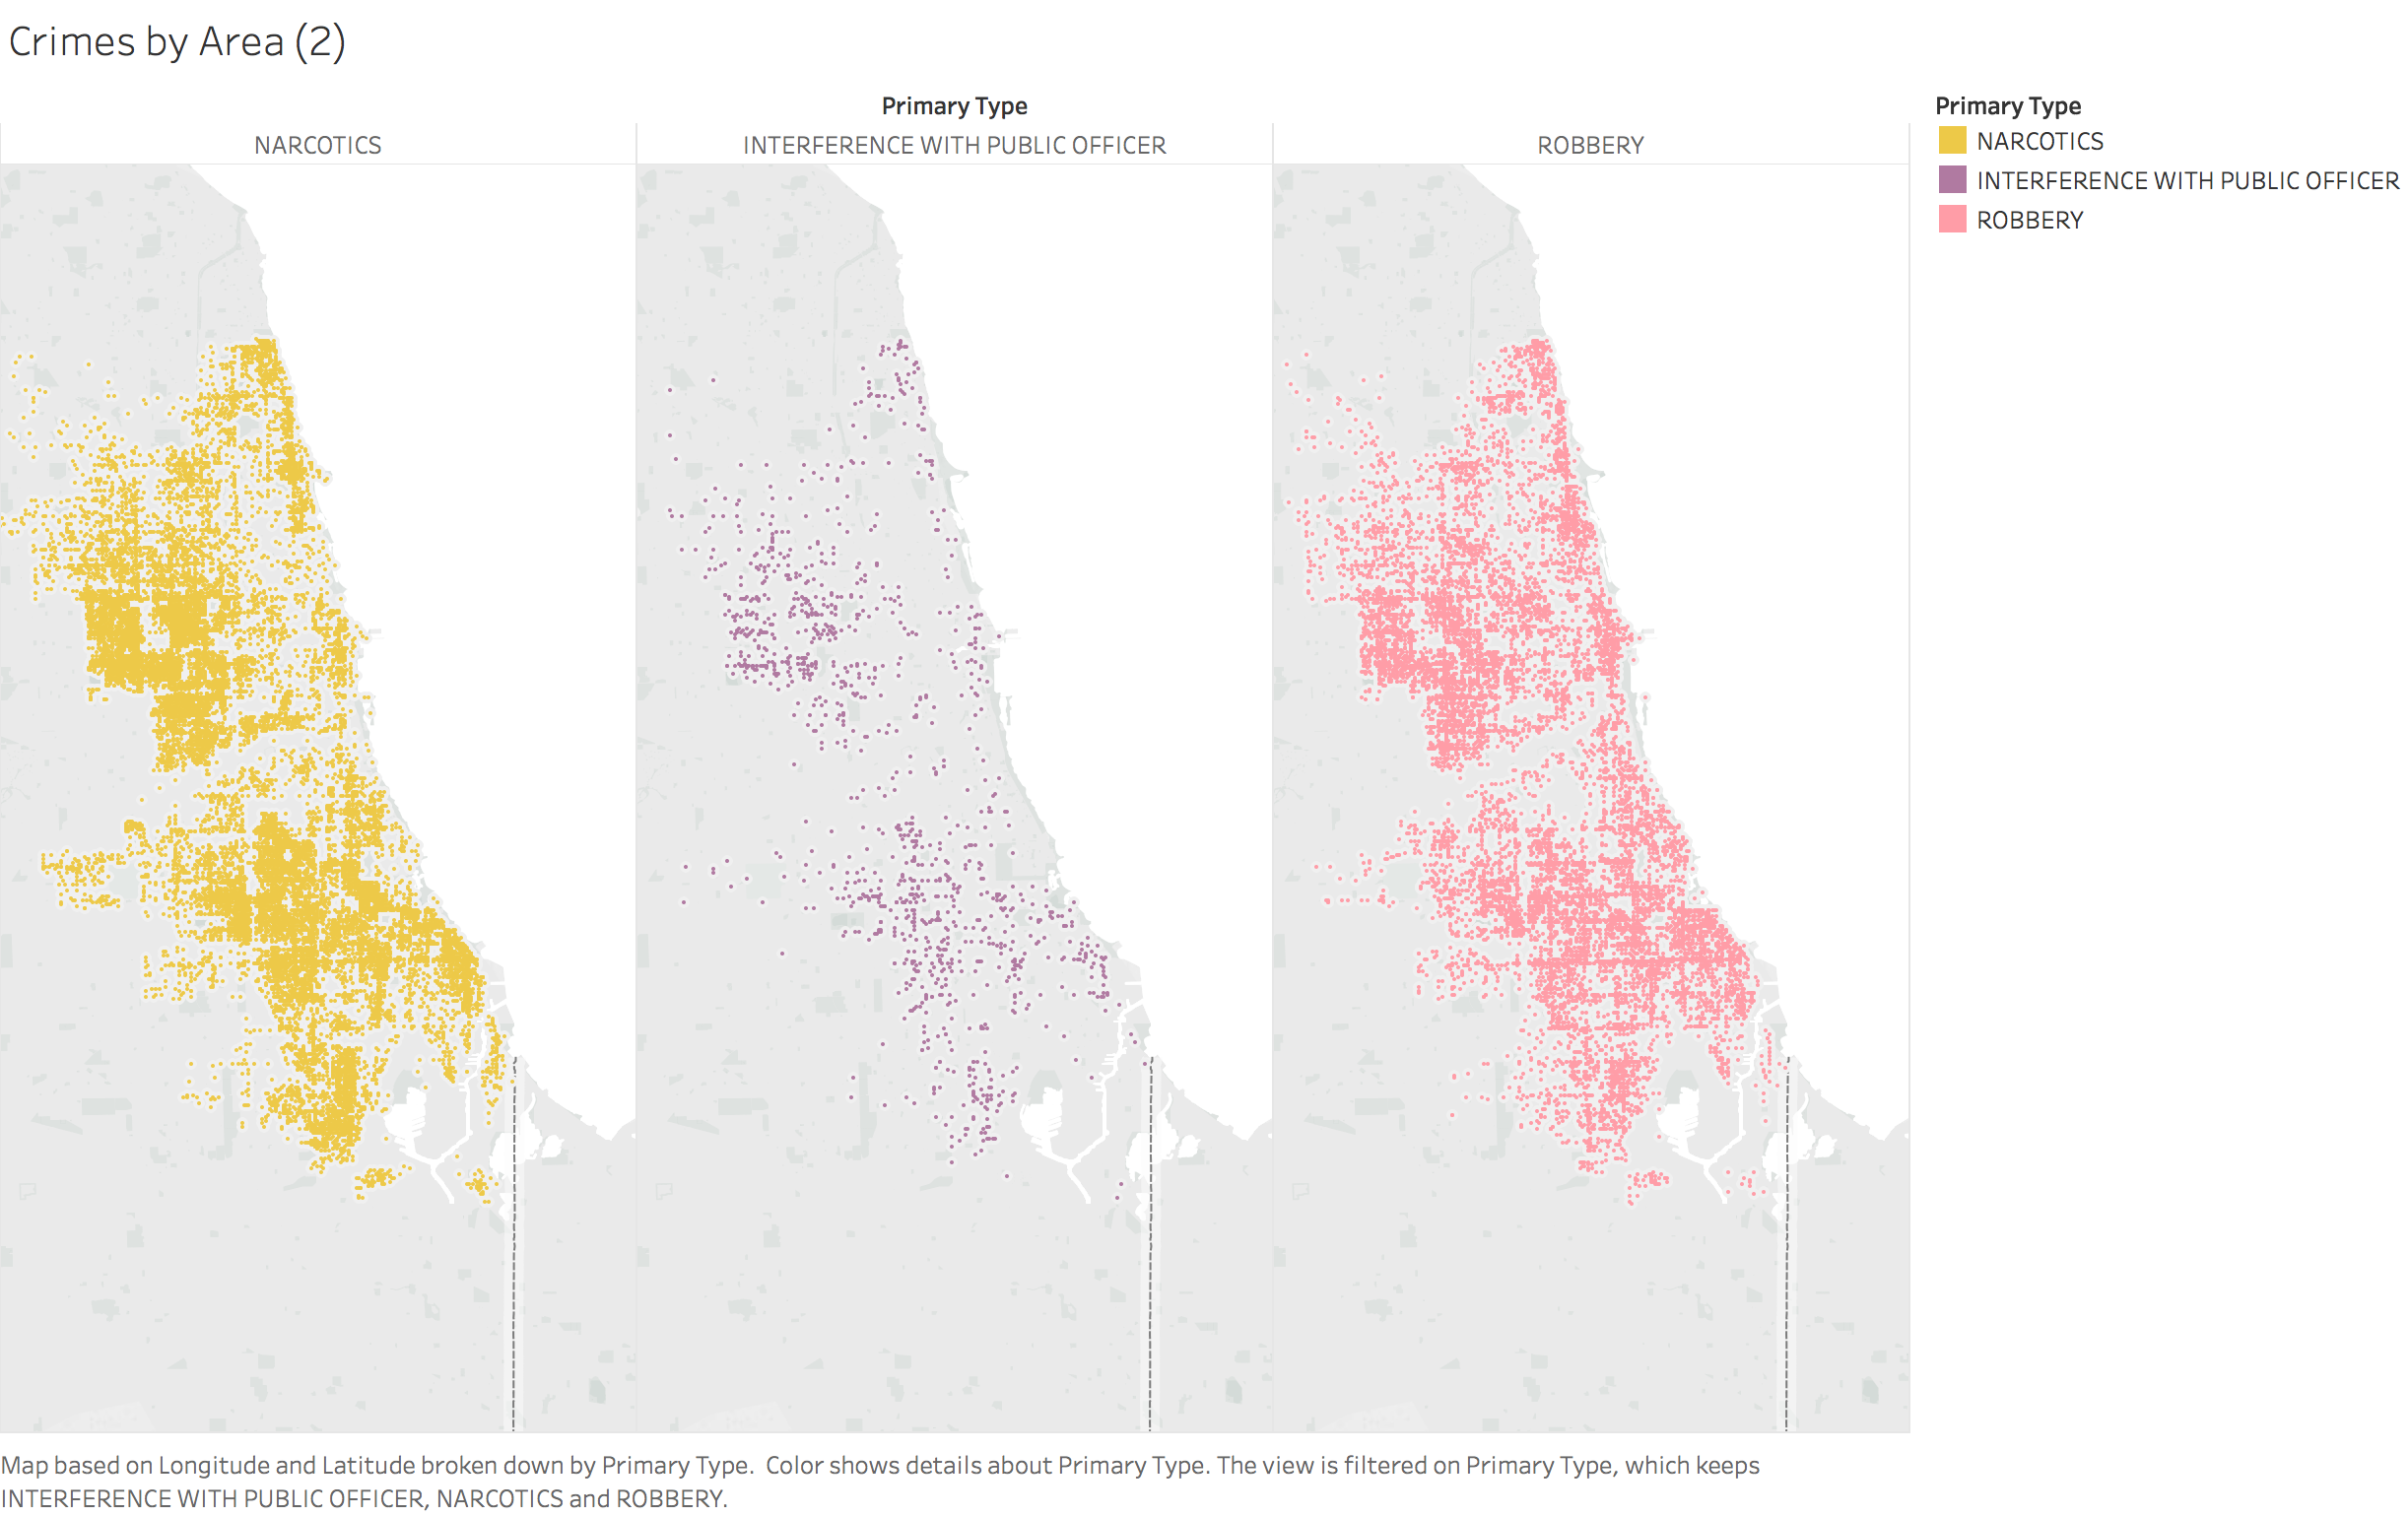 Crimes by Area (2)
Primary Type
NARCOTICS
INTERFERENCE WITH PUBLIC OFFICER
ROBBERY
Primary Type
NARCOTICS
INTERFERENCE WITH PUBLIC OFFICER
ROBBERY
Map based on Longitude and Latitude broken down by Primary Type. Color shows details about Primary Type. The view is filtered on Primary Type, which keeps
INTERFERENCE WITH PUBLIC OFFICER, NARCOTICS and ROBBERY.